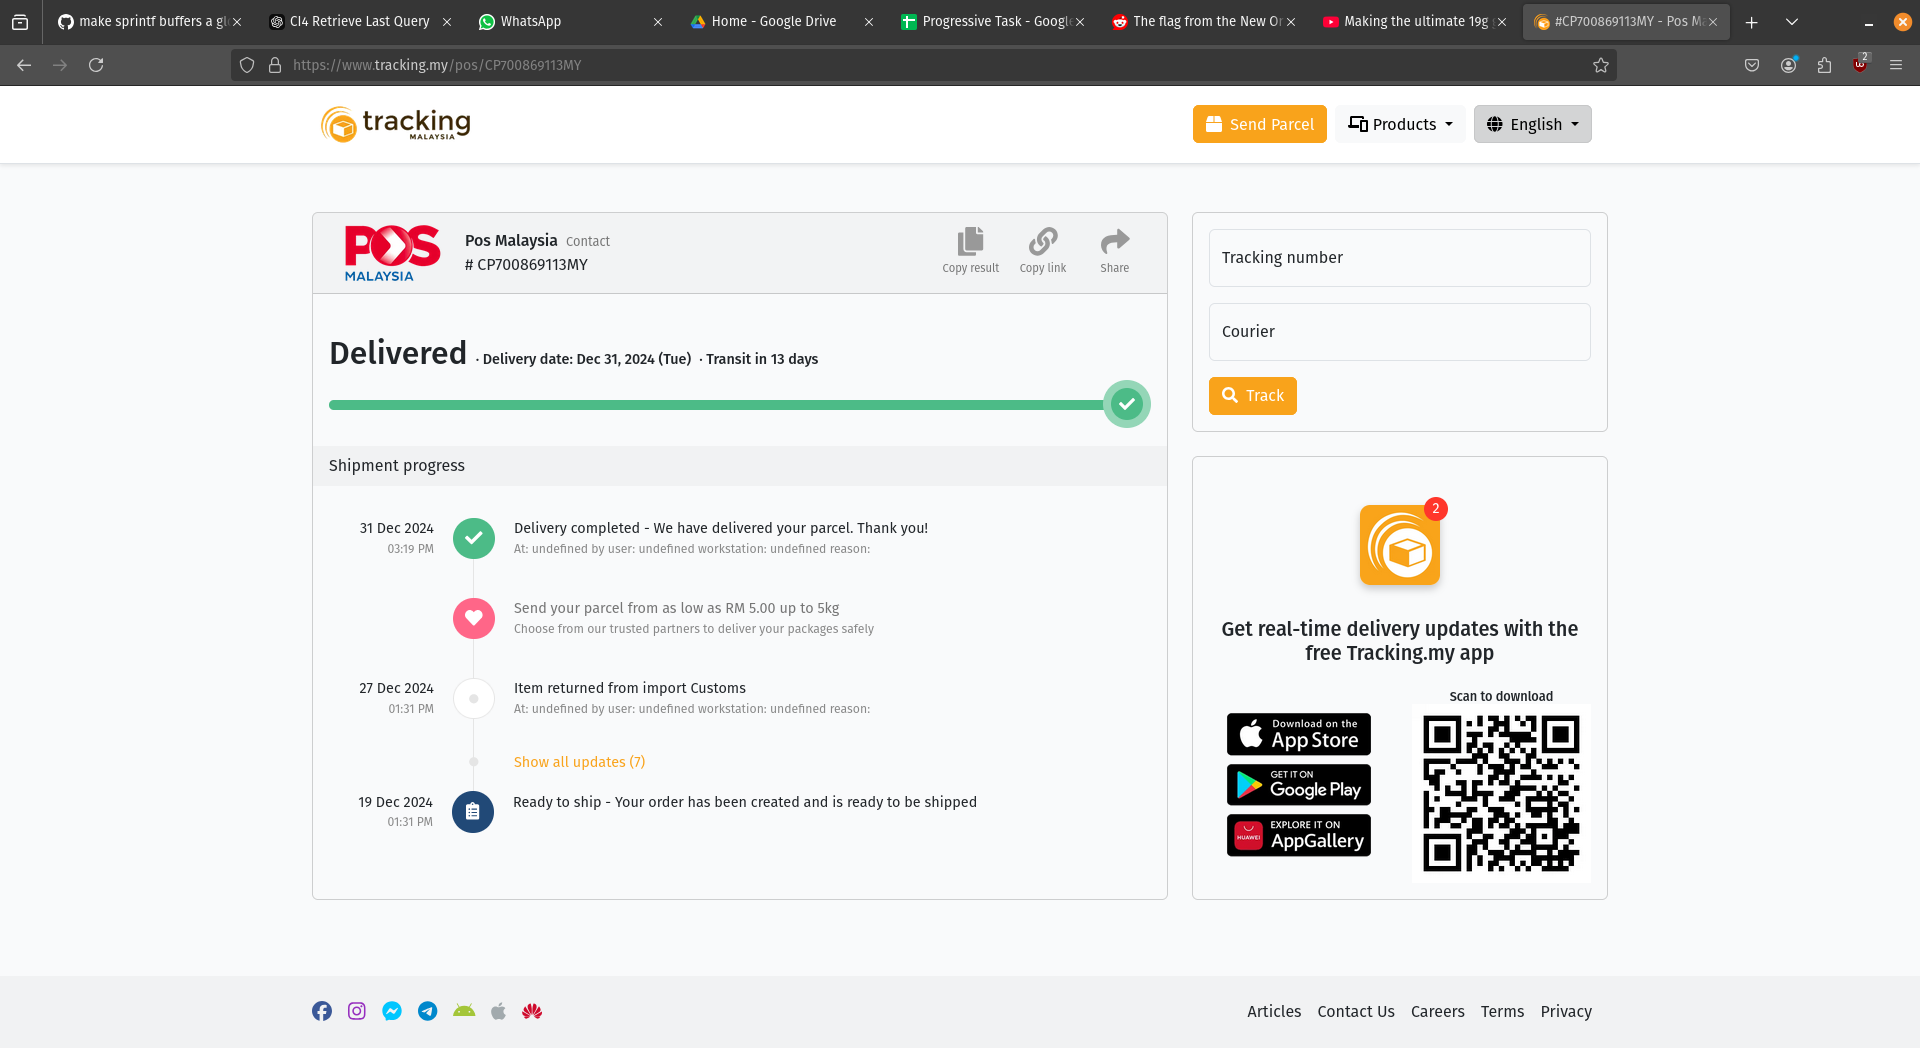 make sprintf buffers a gl
CI4 Retrieve Last Query
WhatsApp
Home - Google Drive
Progressive Task - Google
The flag from the New Or
Making the ultimate 19g
#CP700869113MY - Pos Ma
https://www.tracking.my/pos/CP700869113MY
2
tracking
MALAYSIA
Send Parcel
Products
English
POS
MALAYSIA
Pos Malaysia Contact
# CP700869113MY
Copy result
Copy link
Share
Delivered · Delivery date: Dec 31, 2024 (Tue) · Transit in 13 days
Shipment progress
31 Dec 2024
03:19 PM
Delivery completed - We have delivered your parcel. Thank you!
At: undefined by user: undefined workstation: undefined reason:
Send your parcel from as low as RM 5.00 up to 5kg
Choose from our trusted partners to deliver your packages safely
27 Dec 2024
01:31 PM
Item returned from import Customs
At: undefined by user: undefined workstation: undefined reason:
Show all updates (7)
19 Dec 2024
01:31 PM
Ready to ship - Your order has been created and is ready to be shipped
Tracking number
Courier
Track
2
Get real-time delivery updates with the
free Tracking.my app
Scan to download
Download on the
App Store
GET IT ON
Google Play
HUAWEI
EXPLORE IT ON
AppGallery
Articles
Contact Us
Careers
Terms
Privacy